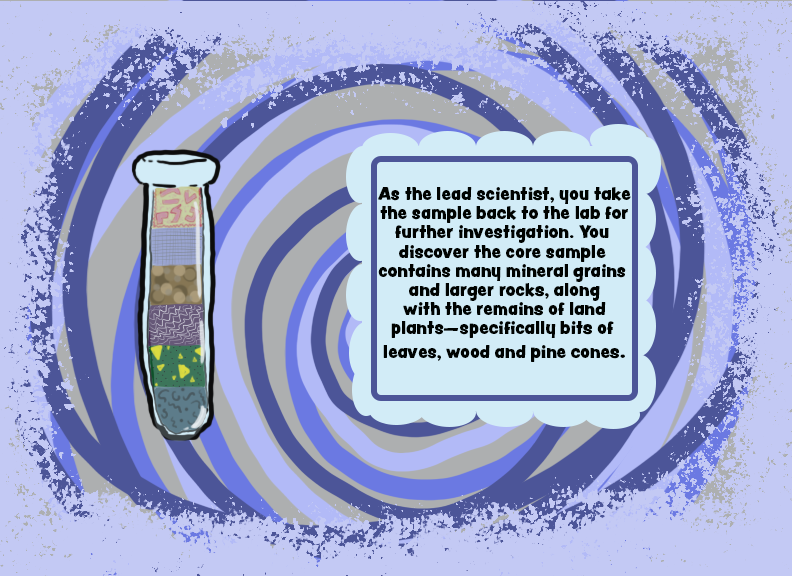 As the lead scientist, you take
the sample back to the lab for
further investigation. You
discover the core sample
contains many mineral grains
and larger rocks, along
with the remains of land
plants—specifically bits of
leaves, wood and pine cones.